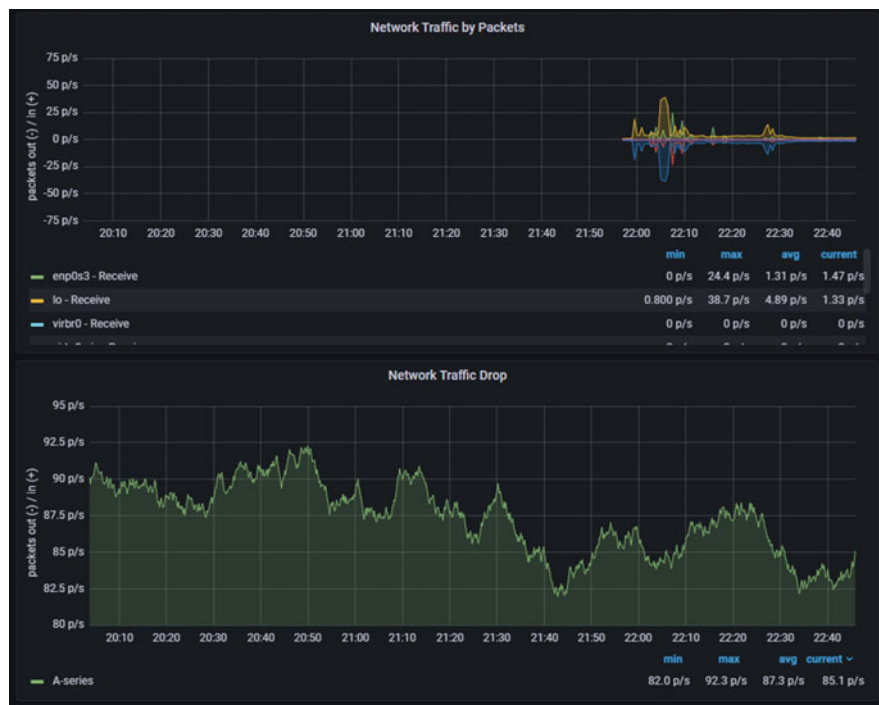 Network Traffic by Packets
packets out (-) / in (+)
75 p/s
50 p/s
25 p/s
0 p/s
-25 p/s
-50 p/s
-75 p/s
20:10 20:20 20:30 20:40 20:50 21:00 21:10 21:20 21:30 21:40 21:50 22:00 22:10 22:20 22:30 22:40
min max avg current
enp0s3 - Receive 0 p/s 24.4 p/s 1.31 p/s 1.47 p/s
lo - Receive 0.800 p/s 38.7 p/s 4.89 p/s 1.33 p/s
virbr0 - Receive 0 p/s 0 p/s 0 p/s 0 p/s
Network Traffic Drop
packets out (-) / in (+)
95 p/s
92.5 p/s
90 p/s
87.5 p/s
85 p/s
82.5 p/s
80 p/s
20:10 20:20 20:30 20:40 20:50 21:00 21:10 21:20 21:30 21:40 21:50 22:00 22:10 22:20 22:30 22:40
min max avg current
A-series 82.0 p/s 92.3 p/s 87.3 p/s 85.1 p/s